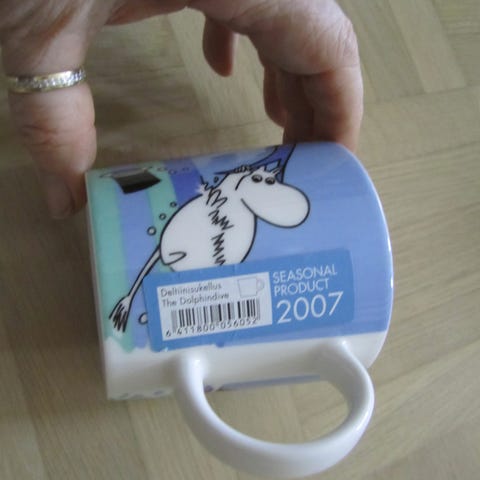 Delfiinisukellus
The Dolphindive
6 411800 056052
SEASONAL
PRODUCT
2007